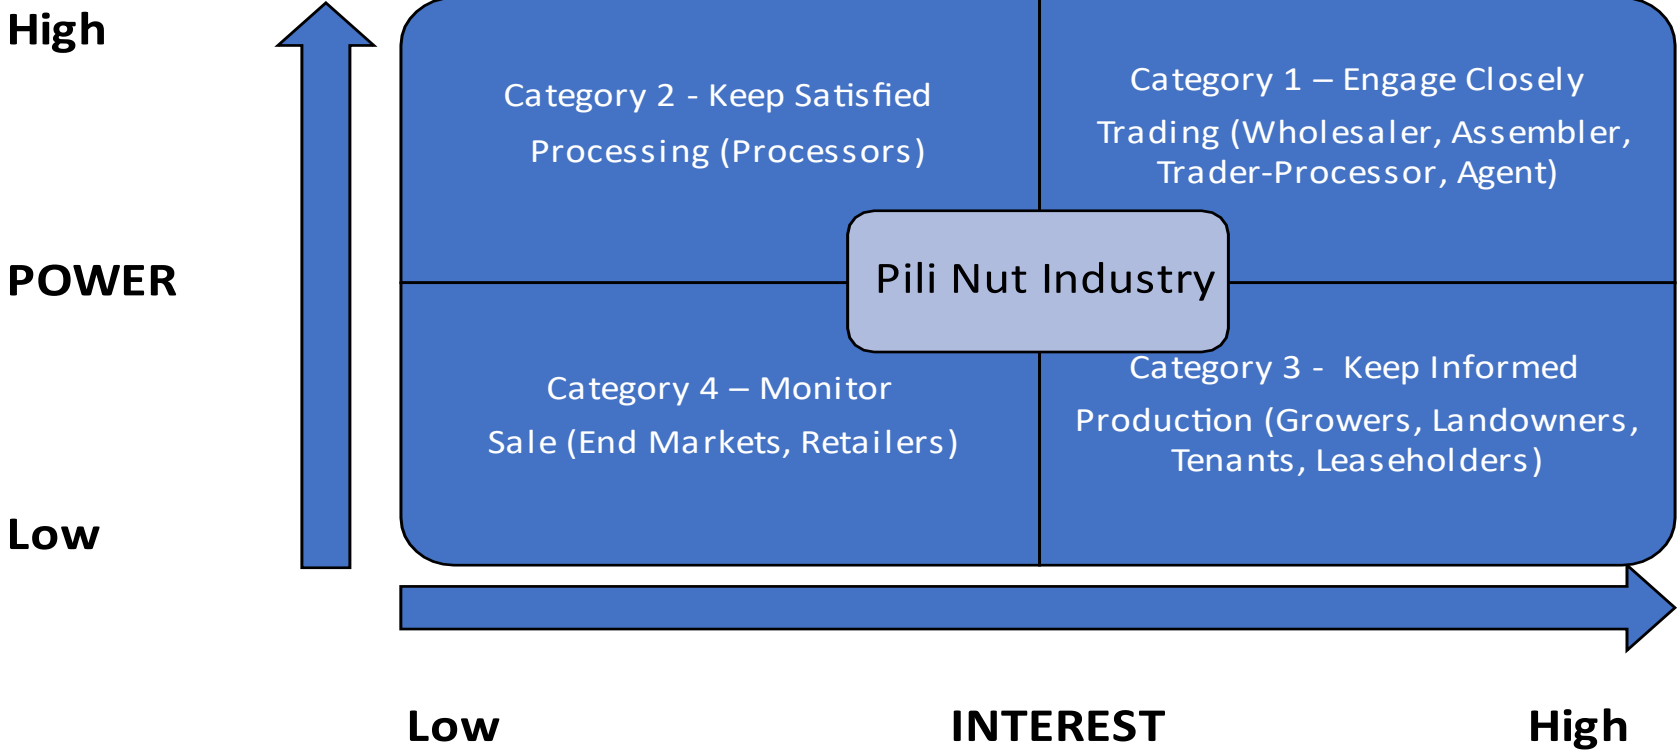 High
Category 2 - Keep Satisfied
Processing (Processors)
Category 1 – Engage Closely
Trading (Wholesaler, Assembler,
Trader-Processor, Agent)
POWER
Pili Nut Industry
Category 4 – Monitor
Sale (End Markets, Retailers)
Category 3 - Keep Informed
Production (Growers, Landowners,
Tenants, Leaseholders)
Low
Low
INTEREST
High